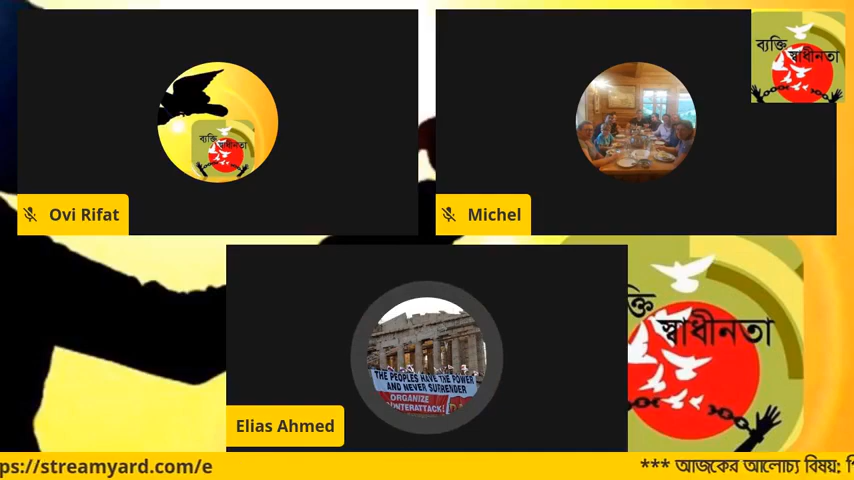 ব্যক্তি
স্বাধীনতা
ব্যক্তি
স্বাধীনতা
Ovi Rifat
Michel
ক্তি
স্বাধীনতা
THE PEOPLES HAVE THE POWER
AND NEVER SURRENDER
ORGANIZE
Elias Ahmed
ps://streamyard.com/e
*** আজকের আলোচ্য বিষয়: